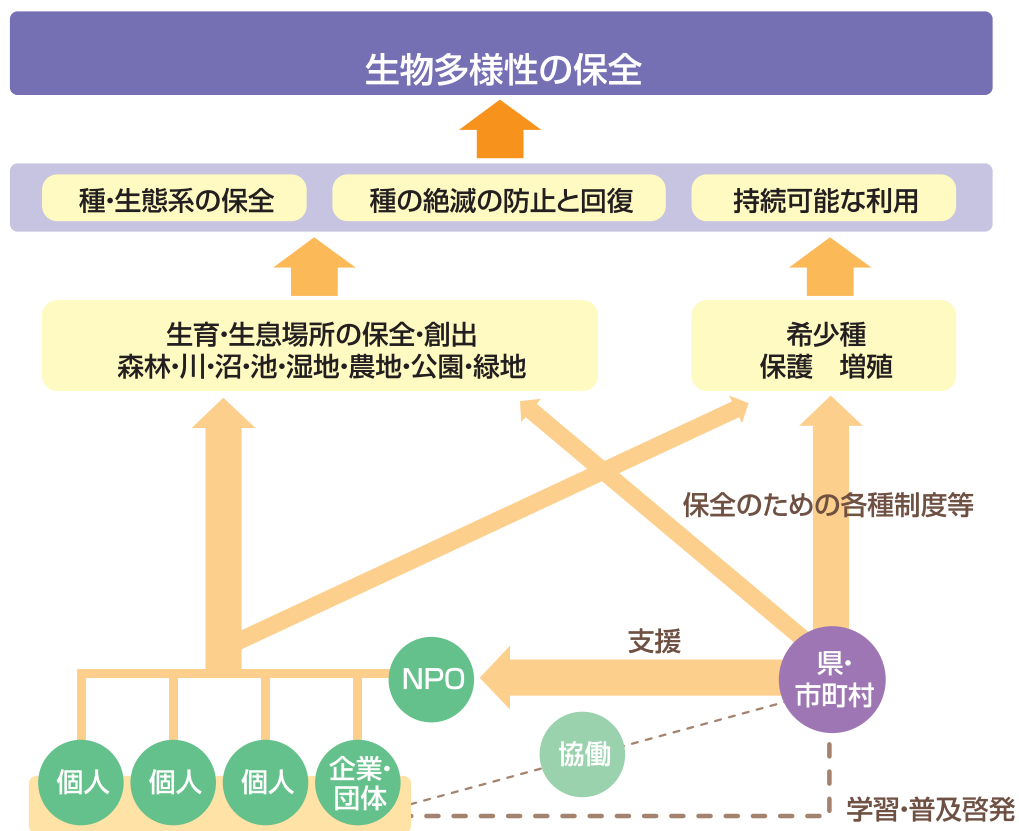 生物多様性の保全
種・生態系の保全
種の絶滅の防止と回復
持続可能な利用
生育・生息場所の保全・創出
森林・川・沼・池・湿地・農地・公園・緑地
希少種
保護　増殖
保全のための各種制度等
支援
NPO
県・
市町村
協働
個人
個人
個人
企業・
団体
学習・普及啓発